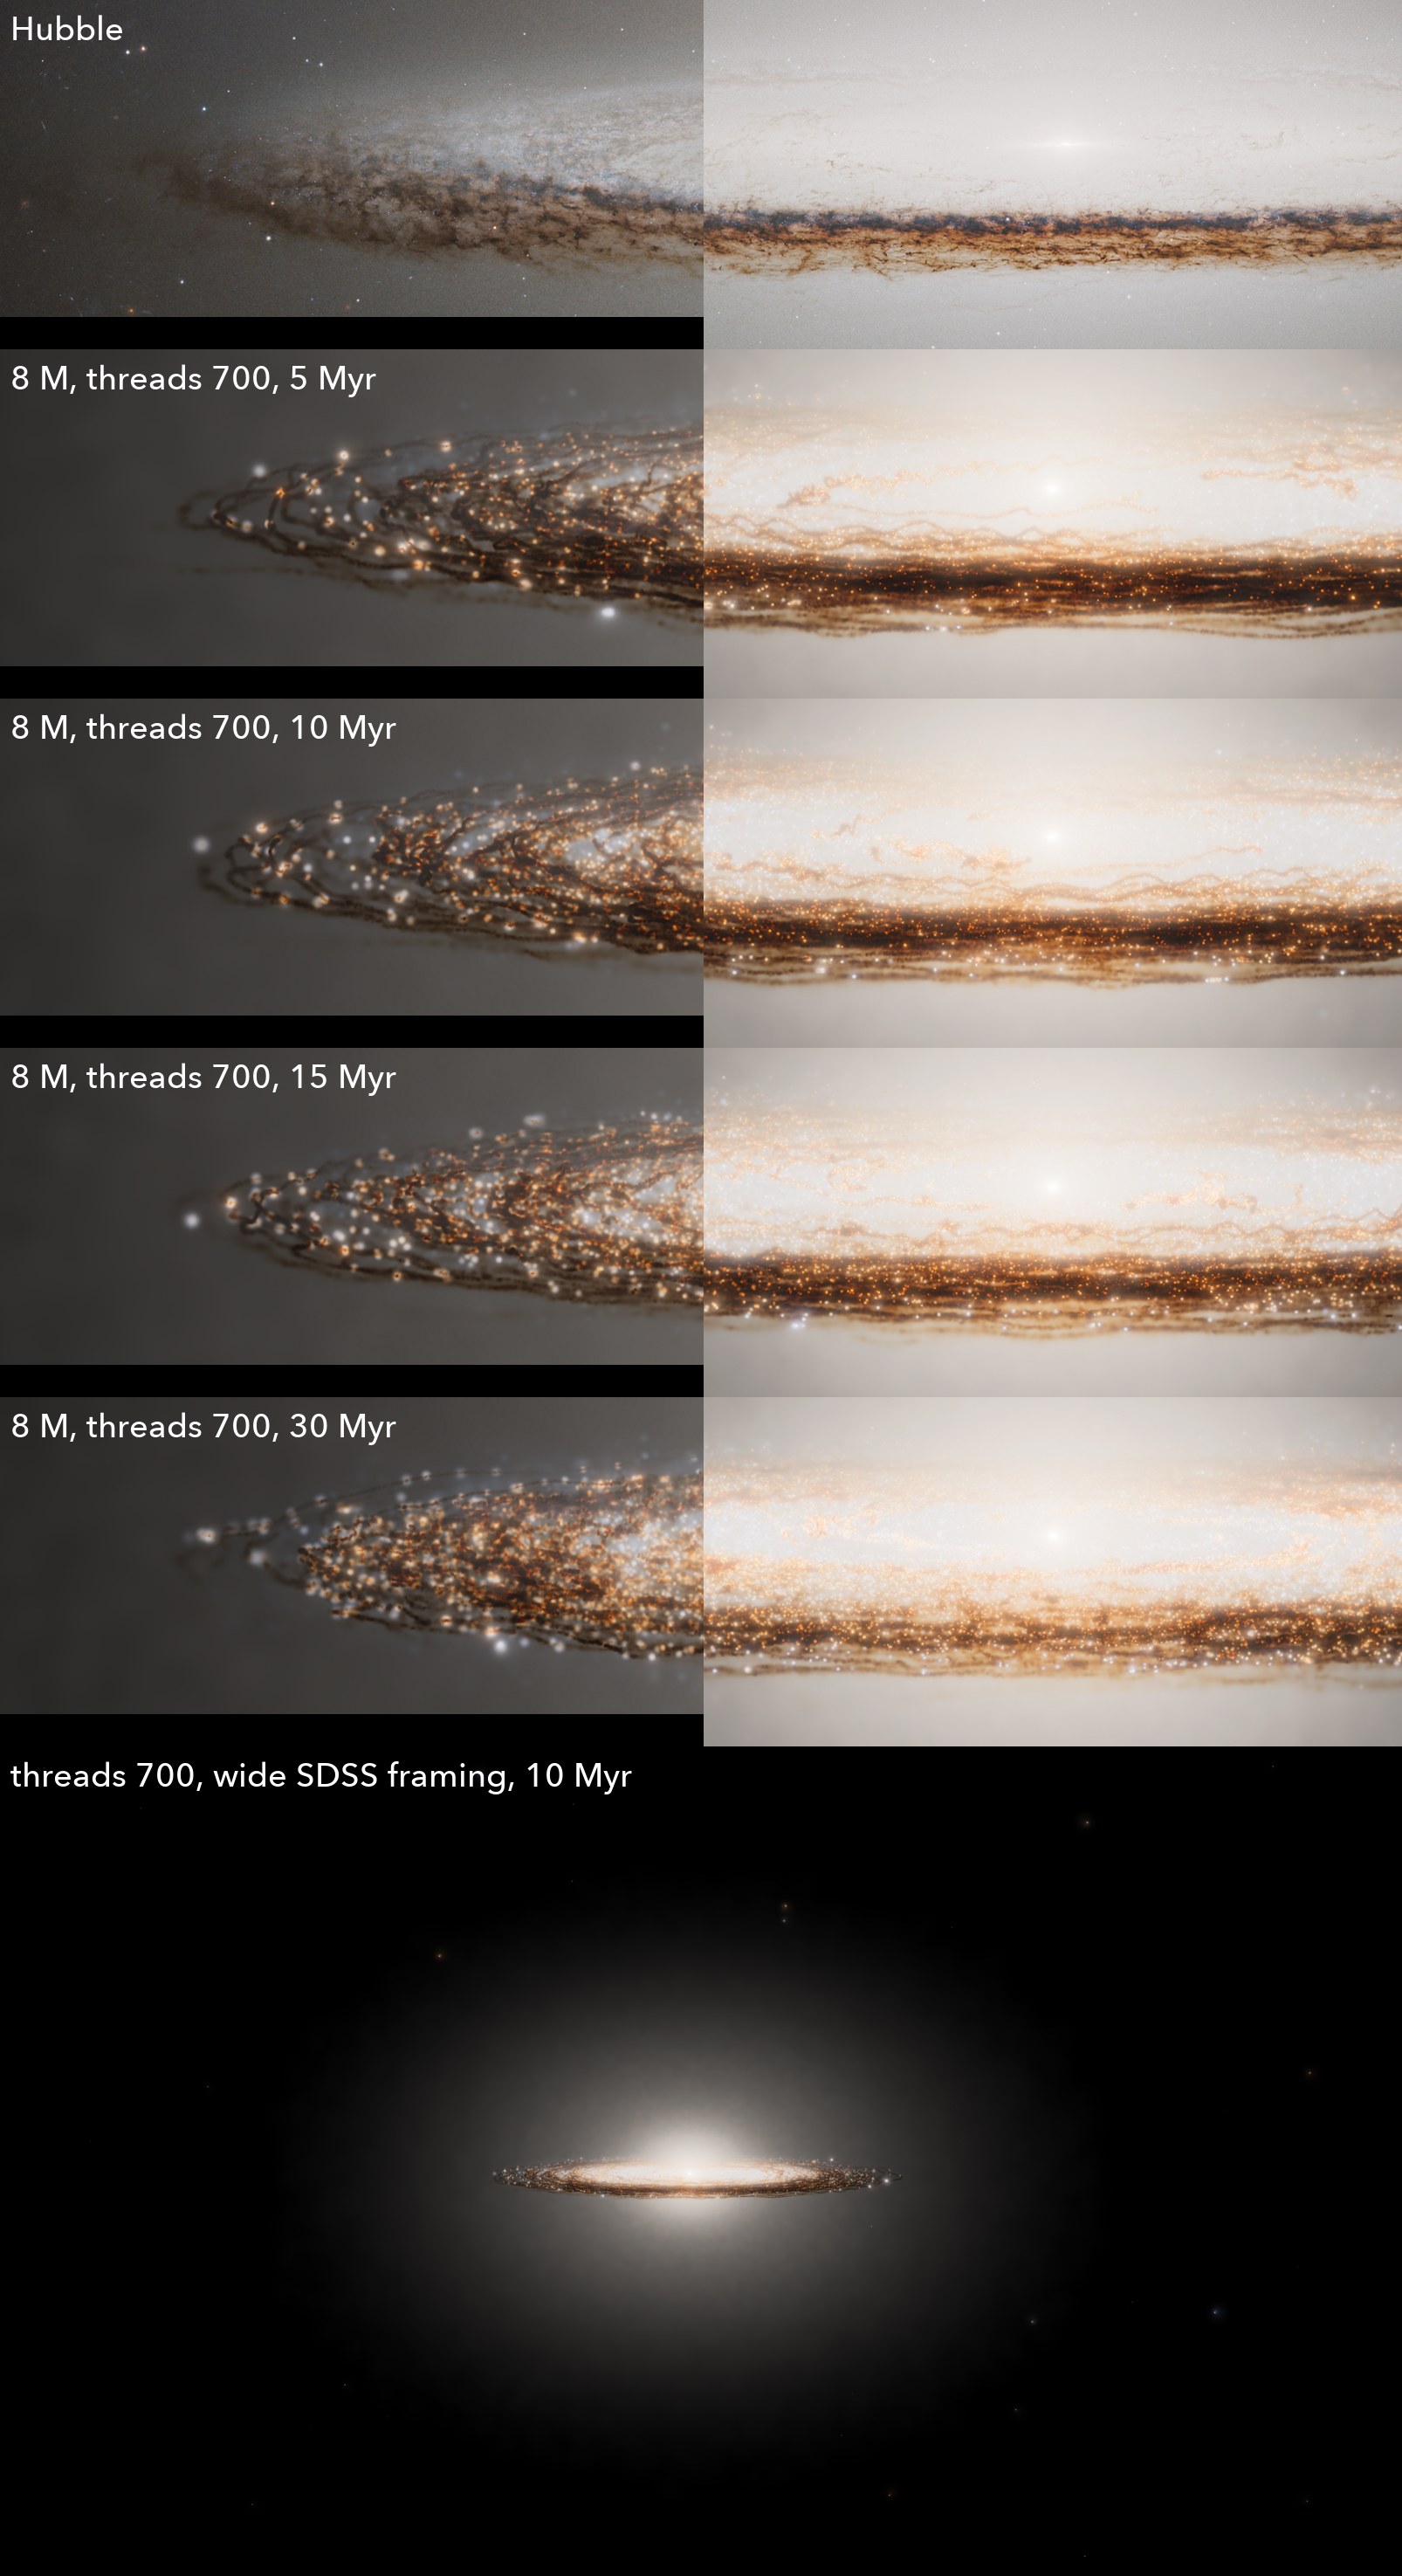 Hubble
8 M, threads 700, 5 Myr
8 M, threads 700, 10 Myr
8 M, threads 700, 15 Myr
8 M, threads 700, 30 Myr
threads 700, wide SDSS framing, 10 Myr